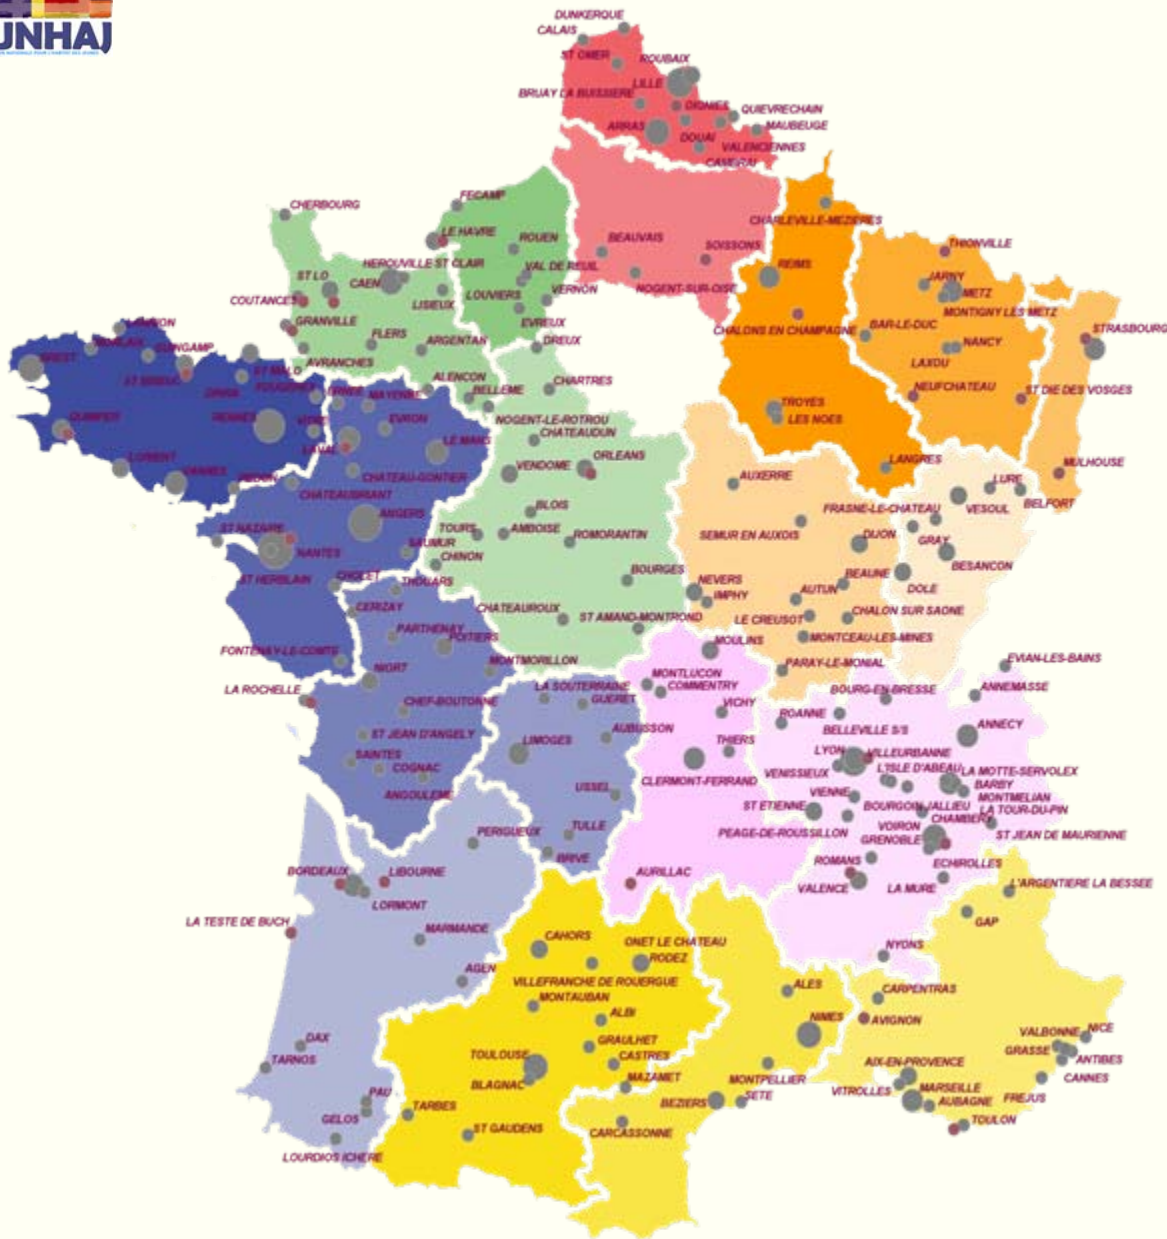 UNHAJ
DUNKERQUE
CALAIS
ST OMER
ROUBAIX
LILLE
BRUAY LA BUISSIERE
OIGNIES
QUIEVRECHAIN
ARRAS
MAUBEUGE
DOUAI
VALENCIENNES
CAMBRAI
CHERBOURG
FECAMP
CHARLEVILLE-MEZIERES
LE HAVRE
ROUEN
BEAUVAIS
SOISSONS
THIONVILLE
HEROUVILLE ST CLAIR
VAL DE REUIL
REIMS
ST LO
CAEN
JARNY
METZ
NOGENT-SUR-OISE
COUTANCES
LISIEUX
LOUVIERS
VERNON
MONTIGNY LES METZ
GRANVILLE
EVREUX
CHALONS EN CHAMPAGNE
BAR-LE-DUC
STRASBOURG
FLERS
ARGENTAN
DREUX
NANCY
LANNION
MORLAIX
GUINGAMP
AVRANCHES
LAXOU
BREST
ST BRIEUC
ST MALO
ALENCON
CHARTRES
NEUFCHATEAU
ST DIE DES VOSGES
DINAN
FOUGERES
ERNEE
MAYENNE
BELLEME
TROYES
QUIMPER
RENNES
VITRE
EVRON
NOGENT-LE-ROTROU
LES NOES
CHATEAUDUN
LAVAL
LE MANS
ORLEANS
LANGRES
LORIENT
VANNES
REDON
CHATEAU-GONTIER
VENDOME
MULHOUSE
AUXERRE
LURE
CHATEAUBRIANT
BELFORT
BLOIS
FRASNE-LE-CHATEAU
VESOUL
ANGERS
ST NAZAIRE
TOURS
AMBOISE
ROMORANTIN
SEMUR EN AUXOIS
DIJON
GRAY
NANTES
SAUMUR
CHINON
BESANCON
ST HERBLAIN
CHOLET
THOUARS
BOURGES
NEVERS
BEAUNE
DOLE
IMPHY
AUTUN
CERIZAY
CHATEAUROUX
ST AMAND-MONTROND
LE CREUSOT
CHALON SUR SAONE
PARTHENAY
POITIERS
MOULINS
MONTCEAU-LES-MINES
FONTENAY-LE-COMTE
NIORT
MONTMORILLON
PARAY-LE-MONIAL
EVIAN-LES-BAINS
MONTLUCON
COMMENTRY
LA ROCHELLE
LA SOUTERRAINE
BOURG-EN-BRESSE
ANNEMASSE
CHEF-BOUTONNE
GUERET
VICHY
ROANNE
ST JEAN D'ANGELY
AUBUSSON
BELLEVILLE S/S
ANNECY
LIMOGES
THIERS
LYON
VILLEURBANNE
SAINTES
COGNAC
CLERMONT-FERRAND
VENISSIEUX
L'ISLE D'ABEAU
LA MOTTE-SERVOLEX
BARBY
ANGOULEME
USSEL
VIENNE
MONTMELIAN
ST ETIENNE
BOURGOIN-JALLIEU
LA TOUR-DU-PIN
CHAMBERY
PERIGUEUX
TULLE
PEAGE-DE-ROUSSILLON
VOIRON
ST JEAN DE MAURIENNE
GRENOBLE
BRIVE
ROMANS
ECHIROLLES
BORDEAUX
LIBOURNE
AURILLAC
VALENCE
LA MURE
L'ARGENTIERE LA BESSEE
LORMONT
LA TESTE DE BUCH
GAP
MARMANDE
CAHORS
ONET LE CHATEAU
NYONS
RODEZ
AGEN
VILLEFRANCHE DE ROUERGUE
ALES
CARPENTRAS
MONTAUBAN
ALBI
NIMES
AVIGNON
DAX
GRAULHET
VALBONNE
NICE
TARNOS
TOULOUSE
CASTRES
GRASSE
ANTIBES
BLAGNAC
MAZAMET
MONTPELLIER
AIX-EN-PROVENCE
CANNES
PAU
VITROLLES
MARSEILLE
FREJUS
GELOS
TARBES
BEZIERS
SETE
AUBAGNE
TOULON
ST GAUDENS
CARCASSONNE
LOURDIOS ICHERE